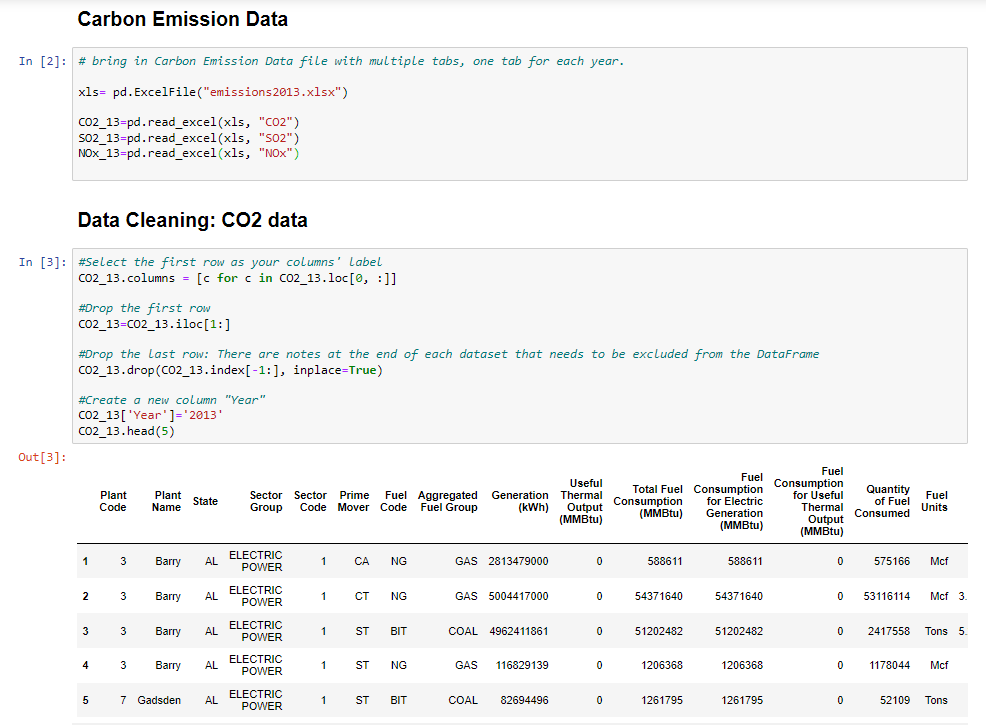 Carbon Emission Data
In [2]: # bring in Carbon Emission Data file with multiple tabs, one tab for each year.
xls= pd.ExcelFile("emissions2013.xlsx")
CO2_13=pd.read_excel(xls, "CO2")
SO2_13=pd.read_excel(xls, "SO2")
NOx_13=pd.read_excel(xls, "NOx")
Data Cleaning: CO2 data
In [3]: #Select the first row as your columns' label
CO2_13.columns = [c for c in CO2_13.loc[0, :]]
#Drop the first row
CO2_13=CO2_13.iloc[1:]
#Drop the last row: There are notes at the end of each dataset that needs to be excluded from the DataFrame
CO2_13.drop(CO2_13.index[-1:], inplace=True)
#Create a new column "Year"
CO2_13['Year']='2013'
CO2_13.head(5)
Out[3]:
Plant Code Plant Name State Sector Group Sector Code Prime Mover Fuel Code Aggregated Fuel Group Generation (kWh) Useful Thermal Output (MMBtu) Total Fuel Consumption (MMBtu) Fuel Consumption for Electric Generation (MMBtu) Fuel Consumption for Useful Thermal Output (MMBtu) Quantity of Fuel Consumed Fuel Units
1 3 Barry AL ELECTRIC POWER 1 CA NG GAS 2813479000 0 588611 588611 0 575166 Mcf
2 3 Barry AL ELECTRIC POWER 1 CT NG GAS 5004417000 0 54371640 54371640 0 53116114 Mcf 3.
3 3 Barry AL ELECTRIC POWER 1 ST BIT COAL 4962411861 0 51202482 51202482 0 2417558 Tons 5.
4 3 Barry AL ELECTRIC POWER 1 ST NG GAS 116829139 0 1206368 1206368 0 1178044 Mcf
5 7 Gadsden AL ELECTRIC POWER 1 ST BIT COAL 82694496 0 1261795 1261795 0 52109 Tons